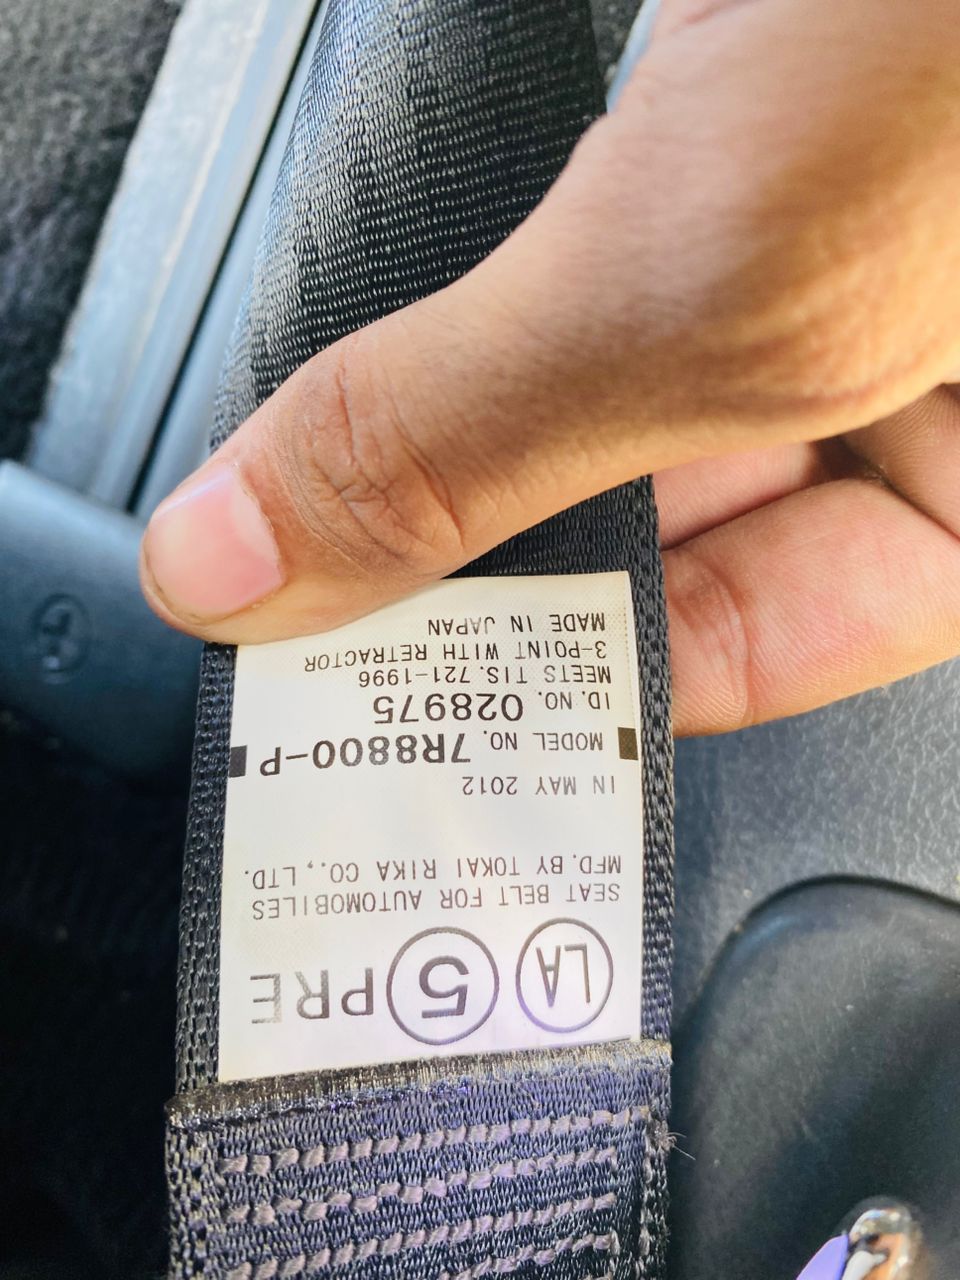 LA 5 PRE
SEAT BELT FOR AUTOMOBILES
MFD. BY TOKAI RIKA CO., LTD.
IN MAY 2012
MODEL NO. 7R8800-P
ID. NO. 028975
MEETS TIS. 721-1996
3-POINT WITH RETRACTOR
MADE IN JAPAN